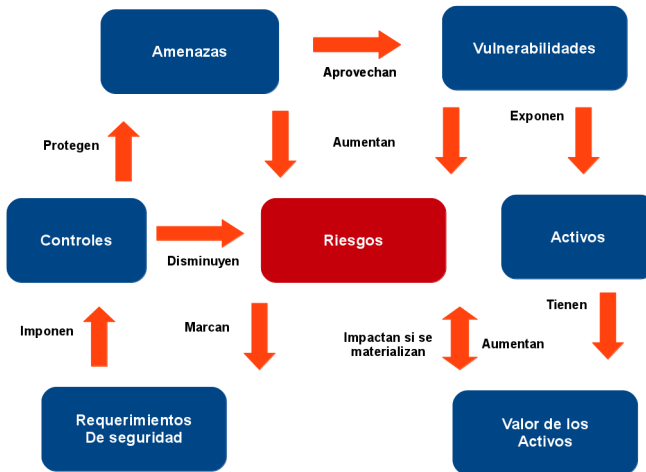 Amenazas
Aprovechan
Vulnerabilidades
Protegen
Aumentan
Exponen
Controles
Disminuyen
Riesgos
Activos
Imponen
Marcan
Impactan si se
materializan
Aumentan
Tienen
Requerimientos
De seguridad
Valor de los
Activos